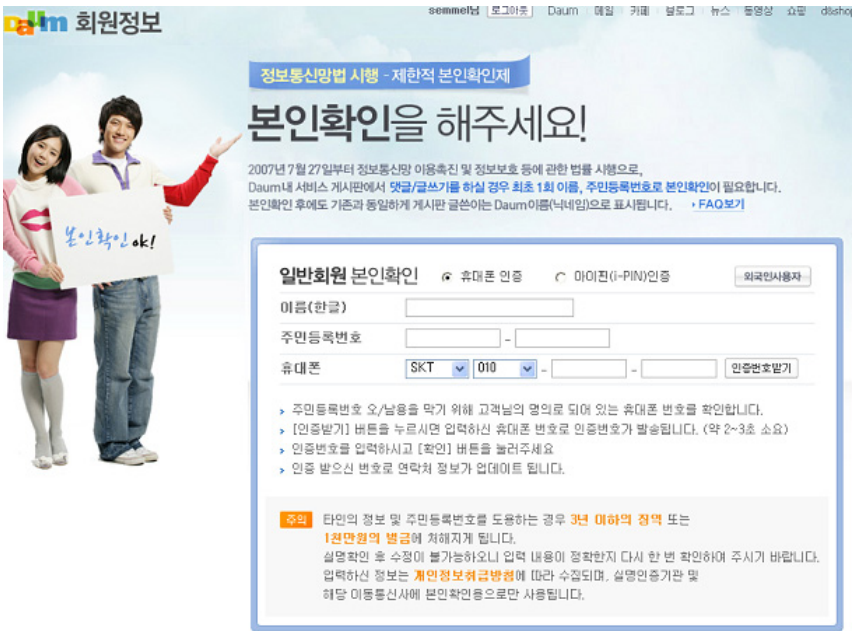 Daum 회원정보
semmel님 로그아웃 Daum 메일 카페 블로그 뉴스 동영상 쇼핑 d&shop
정보통신망법 시행 - 제한적 본인확인제
본인확인을 해주세요!
2007년 7월 27일부터 정보통신망 이용촉진 및 정보보호 등에 관한 법률 시행으로,
Daum내 서비스 게시판에서 댓글/글쓰기를 하실 경우 최초 1회 이름, 주민등록번호로 본인확인이 필요합니다.
본인확인 후에도 기존과 동일하게 게시판 글쓴이는 Daum이름(닉네임)으로 표시됩니다. FAQ보기
본인확인 ok!
일반회원 본인확인 휴대폰 인증 아이핀(i-PIN)인증 외국인사용자
이름(한글)
주민등록번호 -
휴대폰 SKT 010 - - 인증번호받기
주민등록번호 오/남용을 막기 위해 고객님의 명의로 되어 있는 휴대폰 번호를 확인합니다.
[인증받기] 버튼을 누르시면 입력하신 휴대폰 번호로 인증번호가 발송됩니다. (약 2~3초 소요)
인증번호를 입력하시고 [확인] 버튼을 눌러주세요
인증 받으신 번호로 연락처 정보가 업데이트 됩니다.
주의 타인의 정보 및 주민등록번호를 도용하는 경우 3년 이하의 징역 또는
1천만원의 벌금에 처해지게 됩니다.
실명확인 후 수정이 불가능하오니 입력 내용이 정확한지 다시 한 번 확인하여 주시기 바랍니다.
입력하신 정보는 개인정보취급방침에 따라 수집되며, 실명인증기관 및
해당 이동통신사에 본인확인용으로만 사용됩니다.